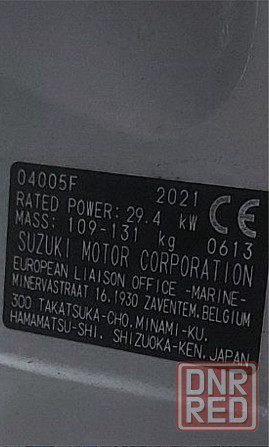 04005F 2021
RATED POWER: 29.4 kW CE
MASS: 109-131 kg 0613
SUZUKI MOTOR CORPORATION
EUROPEAN LIAISON OFFICE -MARINE-
MINERVASTRAAT 16.1930 ZAVENTEM.BELGIUM
300 TAKATSUKA-CHO.MINAMI-KU.
HAMAMATSU-SHI, SHIZUOKA-KEN.JAPAN
DNR
RED